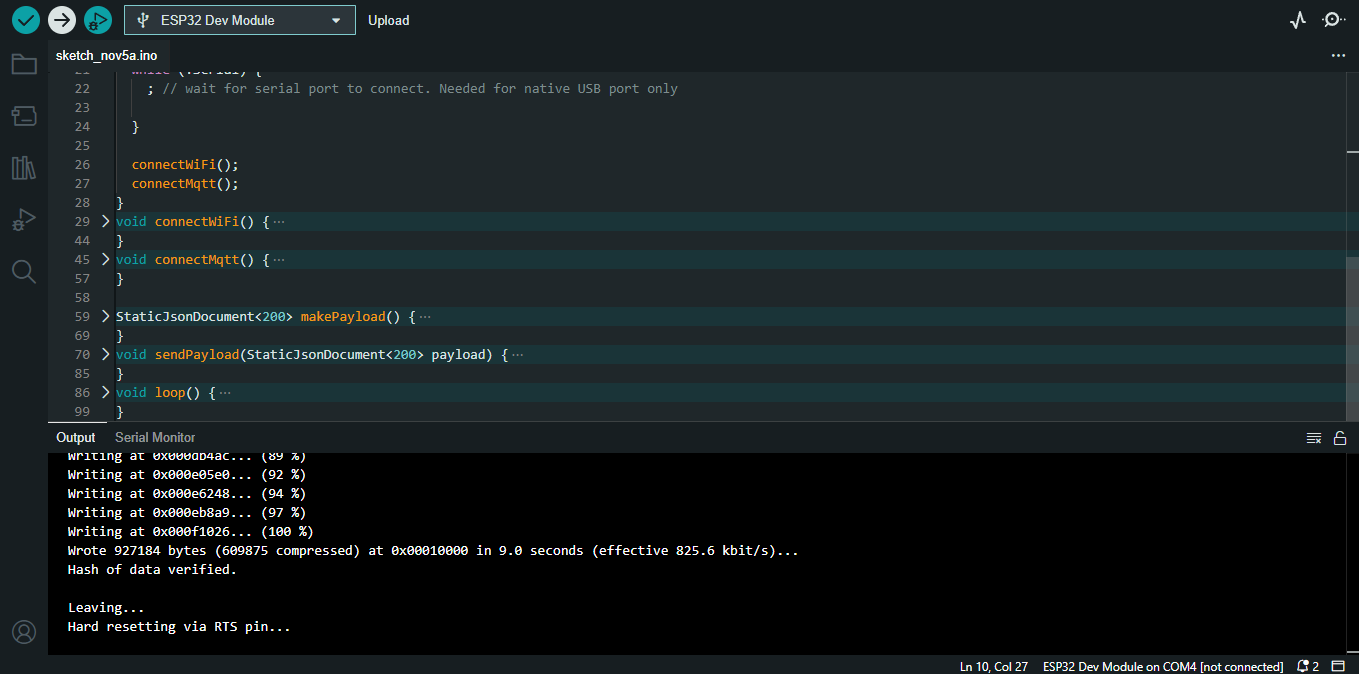 ESP32 Dev Module
Upload
sketch_nov5a.ino
21 while (!Serial) {
22 ; // wait for serial port to connect. Needed for native USB port only
23
24 }
25
26 connectWiFi();
27 connectMqtt();
28 }
29 void connectWiFi() { ···
44 }
45 void connectMqtt() { ···
57 }
58
59 StaticJsonDocument<200> makePayload() { ···
69 }
70 void sendPayload(StaticJsonDocument<200> payload) { ···
85 }
86 void loop() { ···
99 }
Output Serial Monitor
Writing at 0x000db4ac... (89 %)
Writing at 0x000e05e0... (92 %)
Writing at 0x000e6248... (94 %)
Writing at 0x000eb8a9... (97 %)
Writing at 0x000f1026... (100 %)
Wrote 927184 bytes (609875 compressed) at 0x00010000 in 9.0 seconds (effective 825.6 kbit/s)...
Hash of data verified.
Leaving...
Hard resetting via RTS pin...
Ln 10, Col 27 ESP32 Dev Module on COM4 [not connected] 2